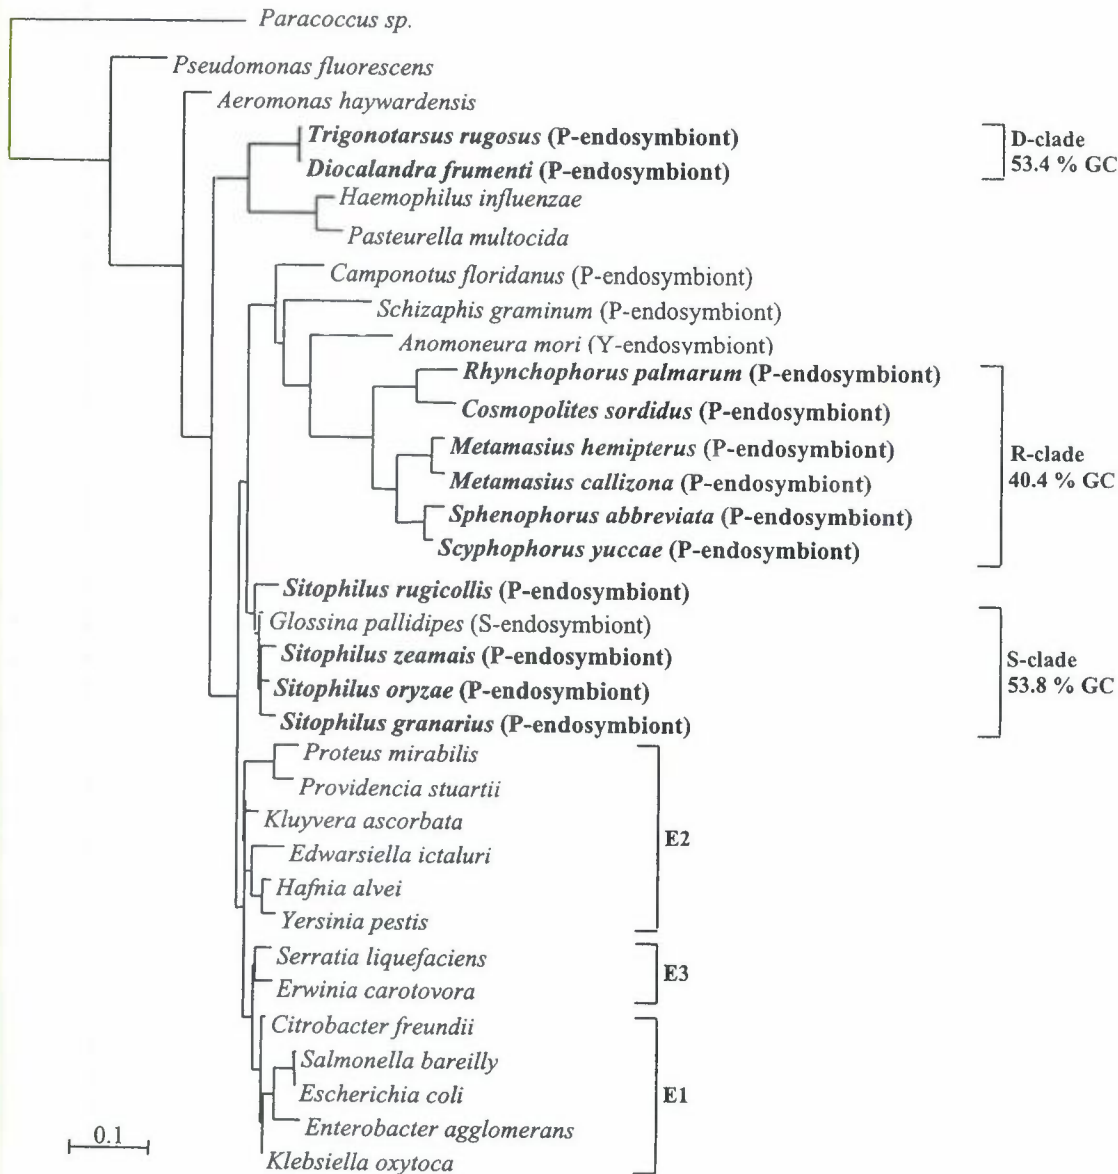 Paracoccus sp.
Pseudomonas fluorescens
Aeromonas haywardensis
Trigonotarsus rugosus (P-endosymbiont)
Diocalandra frumenti (P-endosymbiont)
D-clade
53.4 % GC
Haemophilus influenzae
Pasteurella multocida
Camponotus floridanus (P-endosymbiont)
Schizaphis graminum (P-endosymbiont)
Anomoneura mori (Y-endosymbiont)
Rhynchophorus palmarum (P-endosymbiont)
Cosmopolites sordidus (P-endosymbiont)
Metamasius hemipterus (P-endosymbiont)
Metamasius callizona (P-endosymbiont)
Sphenophorus abbreviata (P-endosymbiont)
Scyphophorus yuccae (P-endosymbiont)
R-clade
40.4 % GC
Sitophilus rugicollis (P-endosymbiont)
Glossina pallidipes (S-endosymbiont)
Sitophilus zeamais (P-endosymbiont)
Sitophilus oryzae (P-endosymbiont)
Sitophilus granarius (P-endosymbiont)
S-clade
53.8 % GC
Proteus mirabilis
Providencia stuartii
Kluyvera ascorbata
Edwarsiella ictaluri
Hafnia alvei
Yersinia pestis
E2
Serratia liquefaciens
Erwinia carotovora
E3
Citrobacter freundii
Salmonella bareilly
Escherichia coli
Enterobacter agglomerans
Klebsiella oxytoca
E1
0.1